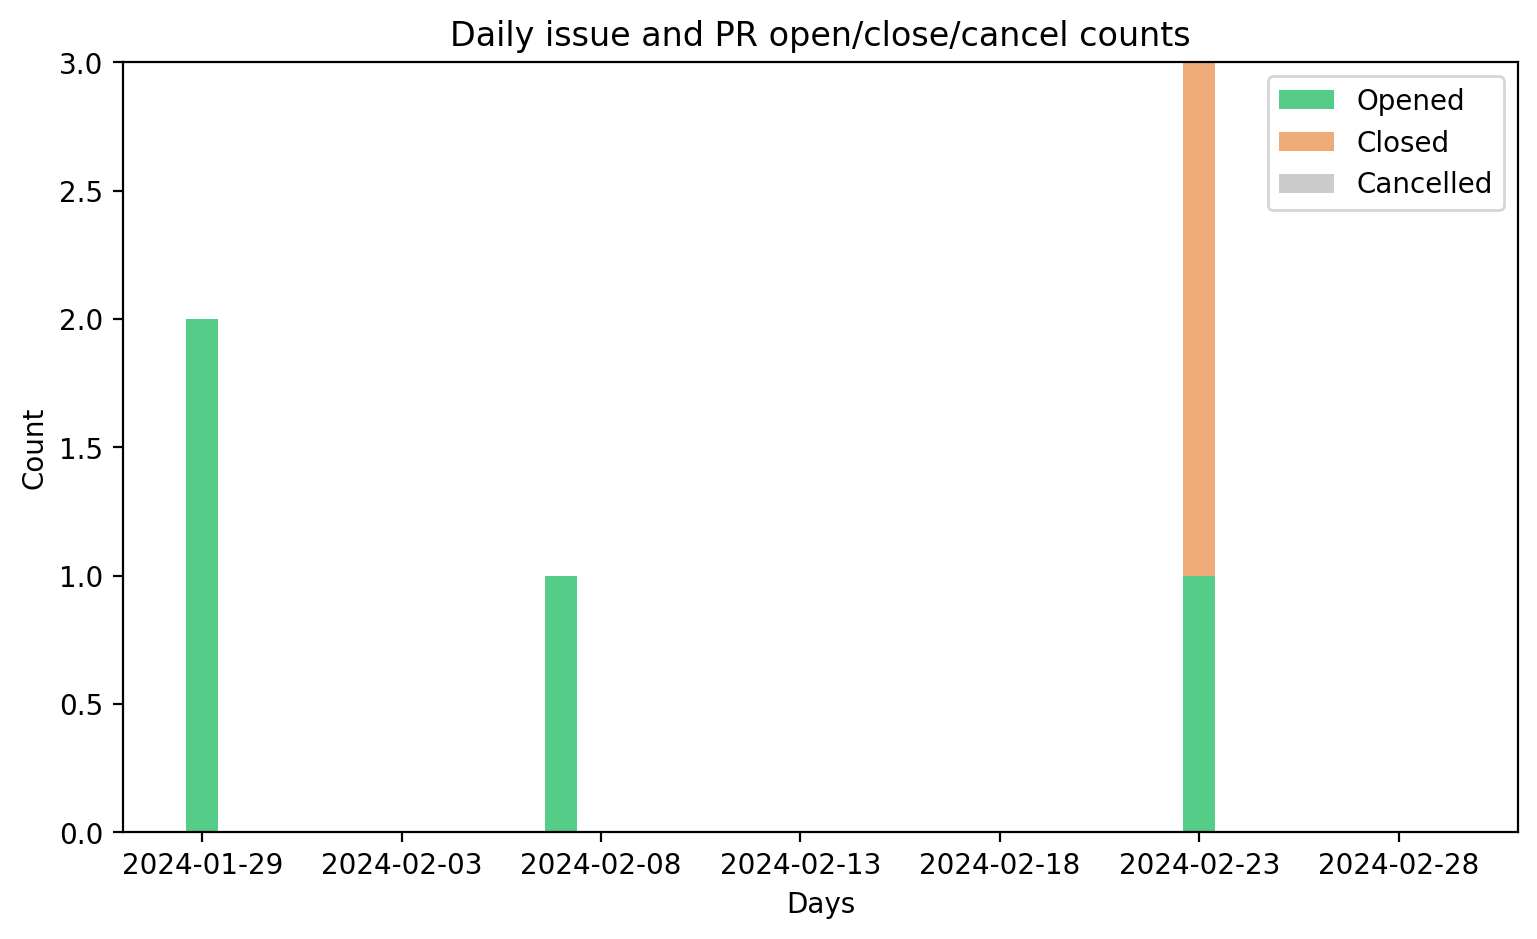 Daily issue and PR open/close/cancel counts
3.0
2.5
2.0
1.5
1.0
0.5
0.0
Count
Opened
Closed
Cancelled
2024-01-29 2024-02-03 2024-02-08 2024-02-13 2024-02-18 2024-02-23 2024-02-28
Days